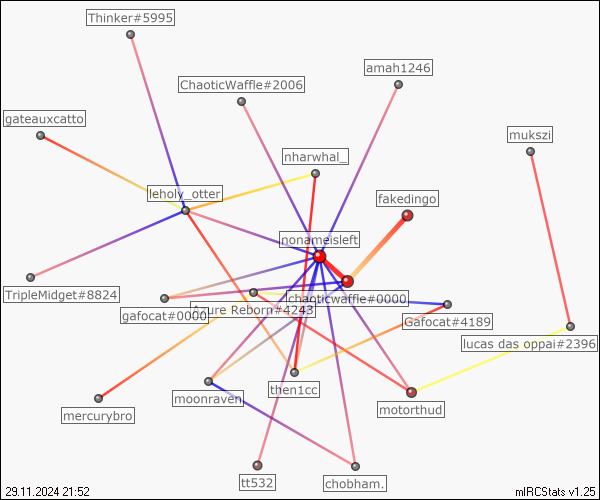 Thinker#5995
amah1246
ChaoticWaffle#2006
gateauxcatto
mukszi
nharwhal_
leholy_otter
fakedingo
nonameisleft
TripleMidget#8824
chaoticwaffle#0000
gafocat#0000
Azure Reborn#4243
Gafocat#4189
lucas das oppai#2396
then1cc
moonraven
mercurybro
motorthud
tt532
chobham.
29.11.2024 21:52
mIRCStats v1.25